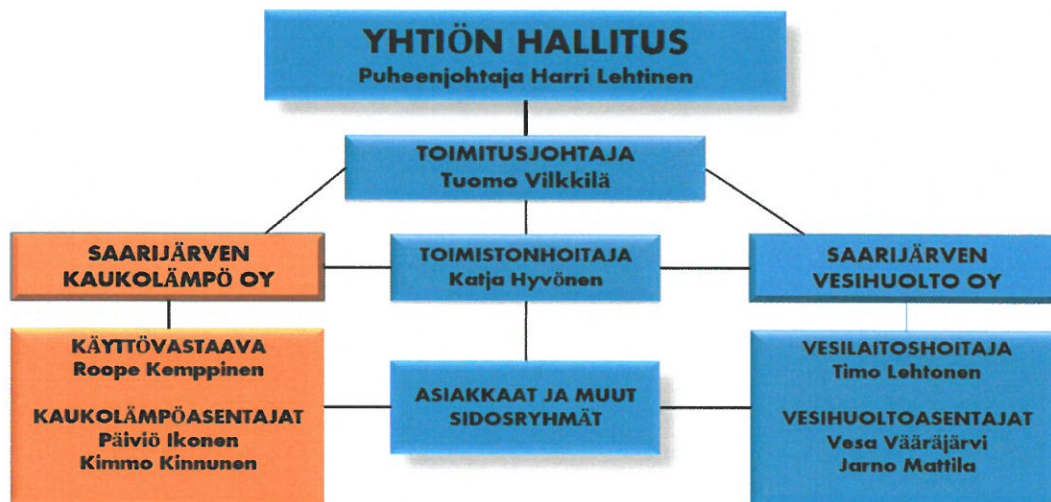 YHTIÖN HALLITUS
Puheenjohtaja Harri Lehtinen
TOIMITUSJOHTAJA
Tuomo Vilkkilä
SAARIJÄRVEN
KAUKOLÄMPÖ OY
TOIMISTONHOITAJA
Katja Hyvönen
SAARIJÄRVEN
VESIHUOLTO OY
KÄYTTÖVASTAAVA
Roope Kemppinen
KAUKOLÄMPÖASENTAJAT
Päiviö Ikonen
Kimmo Kinnunen
ASIAKKAAT JA MUUT
SIDOSRYHMÄT
VESILAITOSHOITAJA
Timo Lehtonen
VESIHUOLTOASENTAJAT
Vesa Vääräjärvi
Jarno Mattila